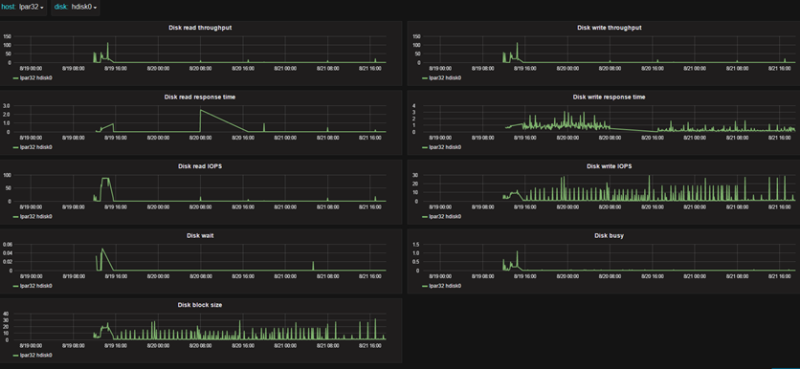 host: lpar32 disk: hdisk0
Disk read throughput
150
100
50
0
8/19 00:00 8/19 08:00 8/19 16:00 8/20 00:00 8/20 08:00 8/20 16:00 8/21 00:00 8/21 08:00 8/21 16:00
lpar32 hdisk0
Disk write throughput
150
100
50
0
8/19 00:00 8/19 08:00 8/19 16:00 8/20 00:00 8/20 08:00 8/20 16:00 8/21 00:00 8/21 08:00 8/21 16:00
lpar32 hdisk0
Disk read response time
3.0
2.0
1.0
0
8/19 00:00 8/19 08:00 8/19 16:00 8/20 00:00 8/20 08:00 8/20 16:00 8/21 00:00 8/21 08:00 8/21 16:00
lpar32 hdisk0
Disk write response time
4
3
2
1
0
8/19 00:00 8/19 08:00 8/19 16:00 8/20 00:00 8/20 08:00 8/20 16:00 8/21 00:00 8/21 08:00 8/21 16:00
lpar32 hdisk0
Disk read IOPS
100
50
0
8/19 00:00 8/19 08:00 8/19 16:00 8/20 00:00 8/20 08:00 8/20 16:00 8/21 00:00 8/21 08:00 8/21 16:00
lpar32 hdisk0
Disk write IOPS
30
20
10
0
8/19 00:00 8/19 08:00 8/19 16:00 8/20 00:00 8/20 08:00 8/20 16:00 8/21 00:00 8/21 08:00 8/21 16:00
lpar32 hdisk0
Disk wait
0.06
0.04
0.02
0
8/19 00:00 8/19 08:00 8/19 16:00 8/20 00:00 8/20 08:00 8/20 16:00 8/21 00:00 8/21 08:00 8/21 16:00
lpar32 hdisk0
Disk busy
1.5
1.0
0.5
0
8/19 00:00 8/19 08:00 8/19 16:00 8/20 00:00 8/20 08:00 8/20 16:00 8/21 00:00 8/21 08:00 8/21 16:00
lpar32 hdisk0
Disk block size
40
30
20
10
0
8/19 00:00 8/19 08:00 8/19 16:00 8/20 00:00 8/20 08:00 8/20 16:00 8/21 00:00 8/21 08:00 8/21 16:00
lpar32 hdisk0